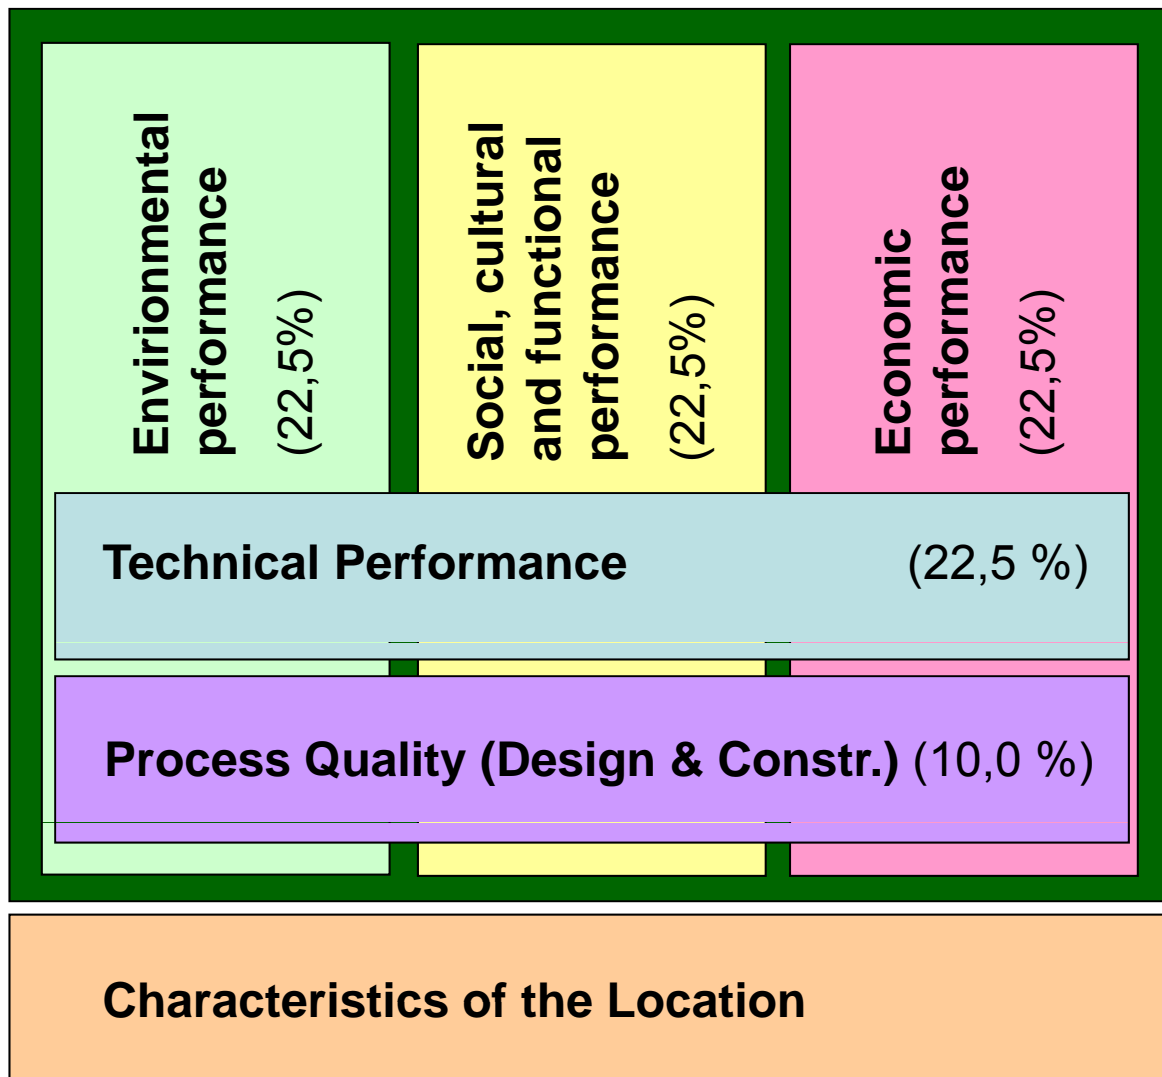 Envirionmental
performance
(22,5%)
Social, cultural
and functional
performance
(22,5%)
Economic
performance
(22,5%)
Technical Performance (22,5 %)
Process Quality (Design & Constr.) (10,0 %)
Characteristics of the Location